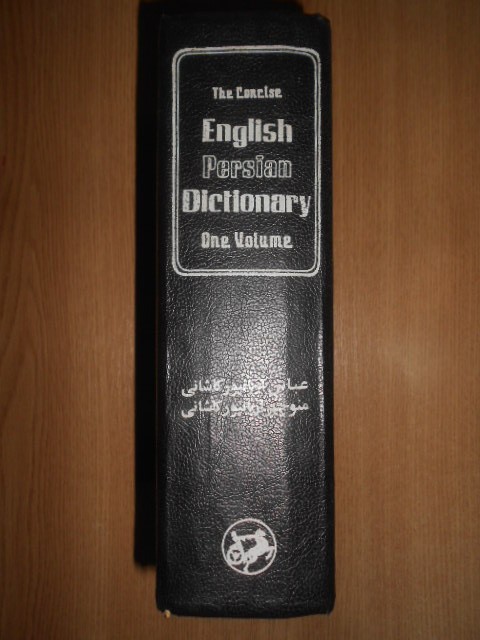 The Concise
English
Persian
Dictionary
One Volume
عباس آریانپور کاشانی
منوچهر آریانپور کاشانی